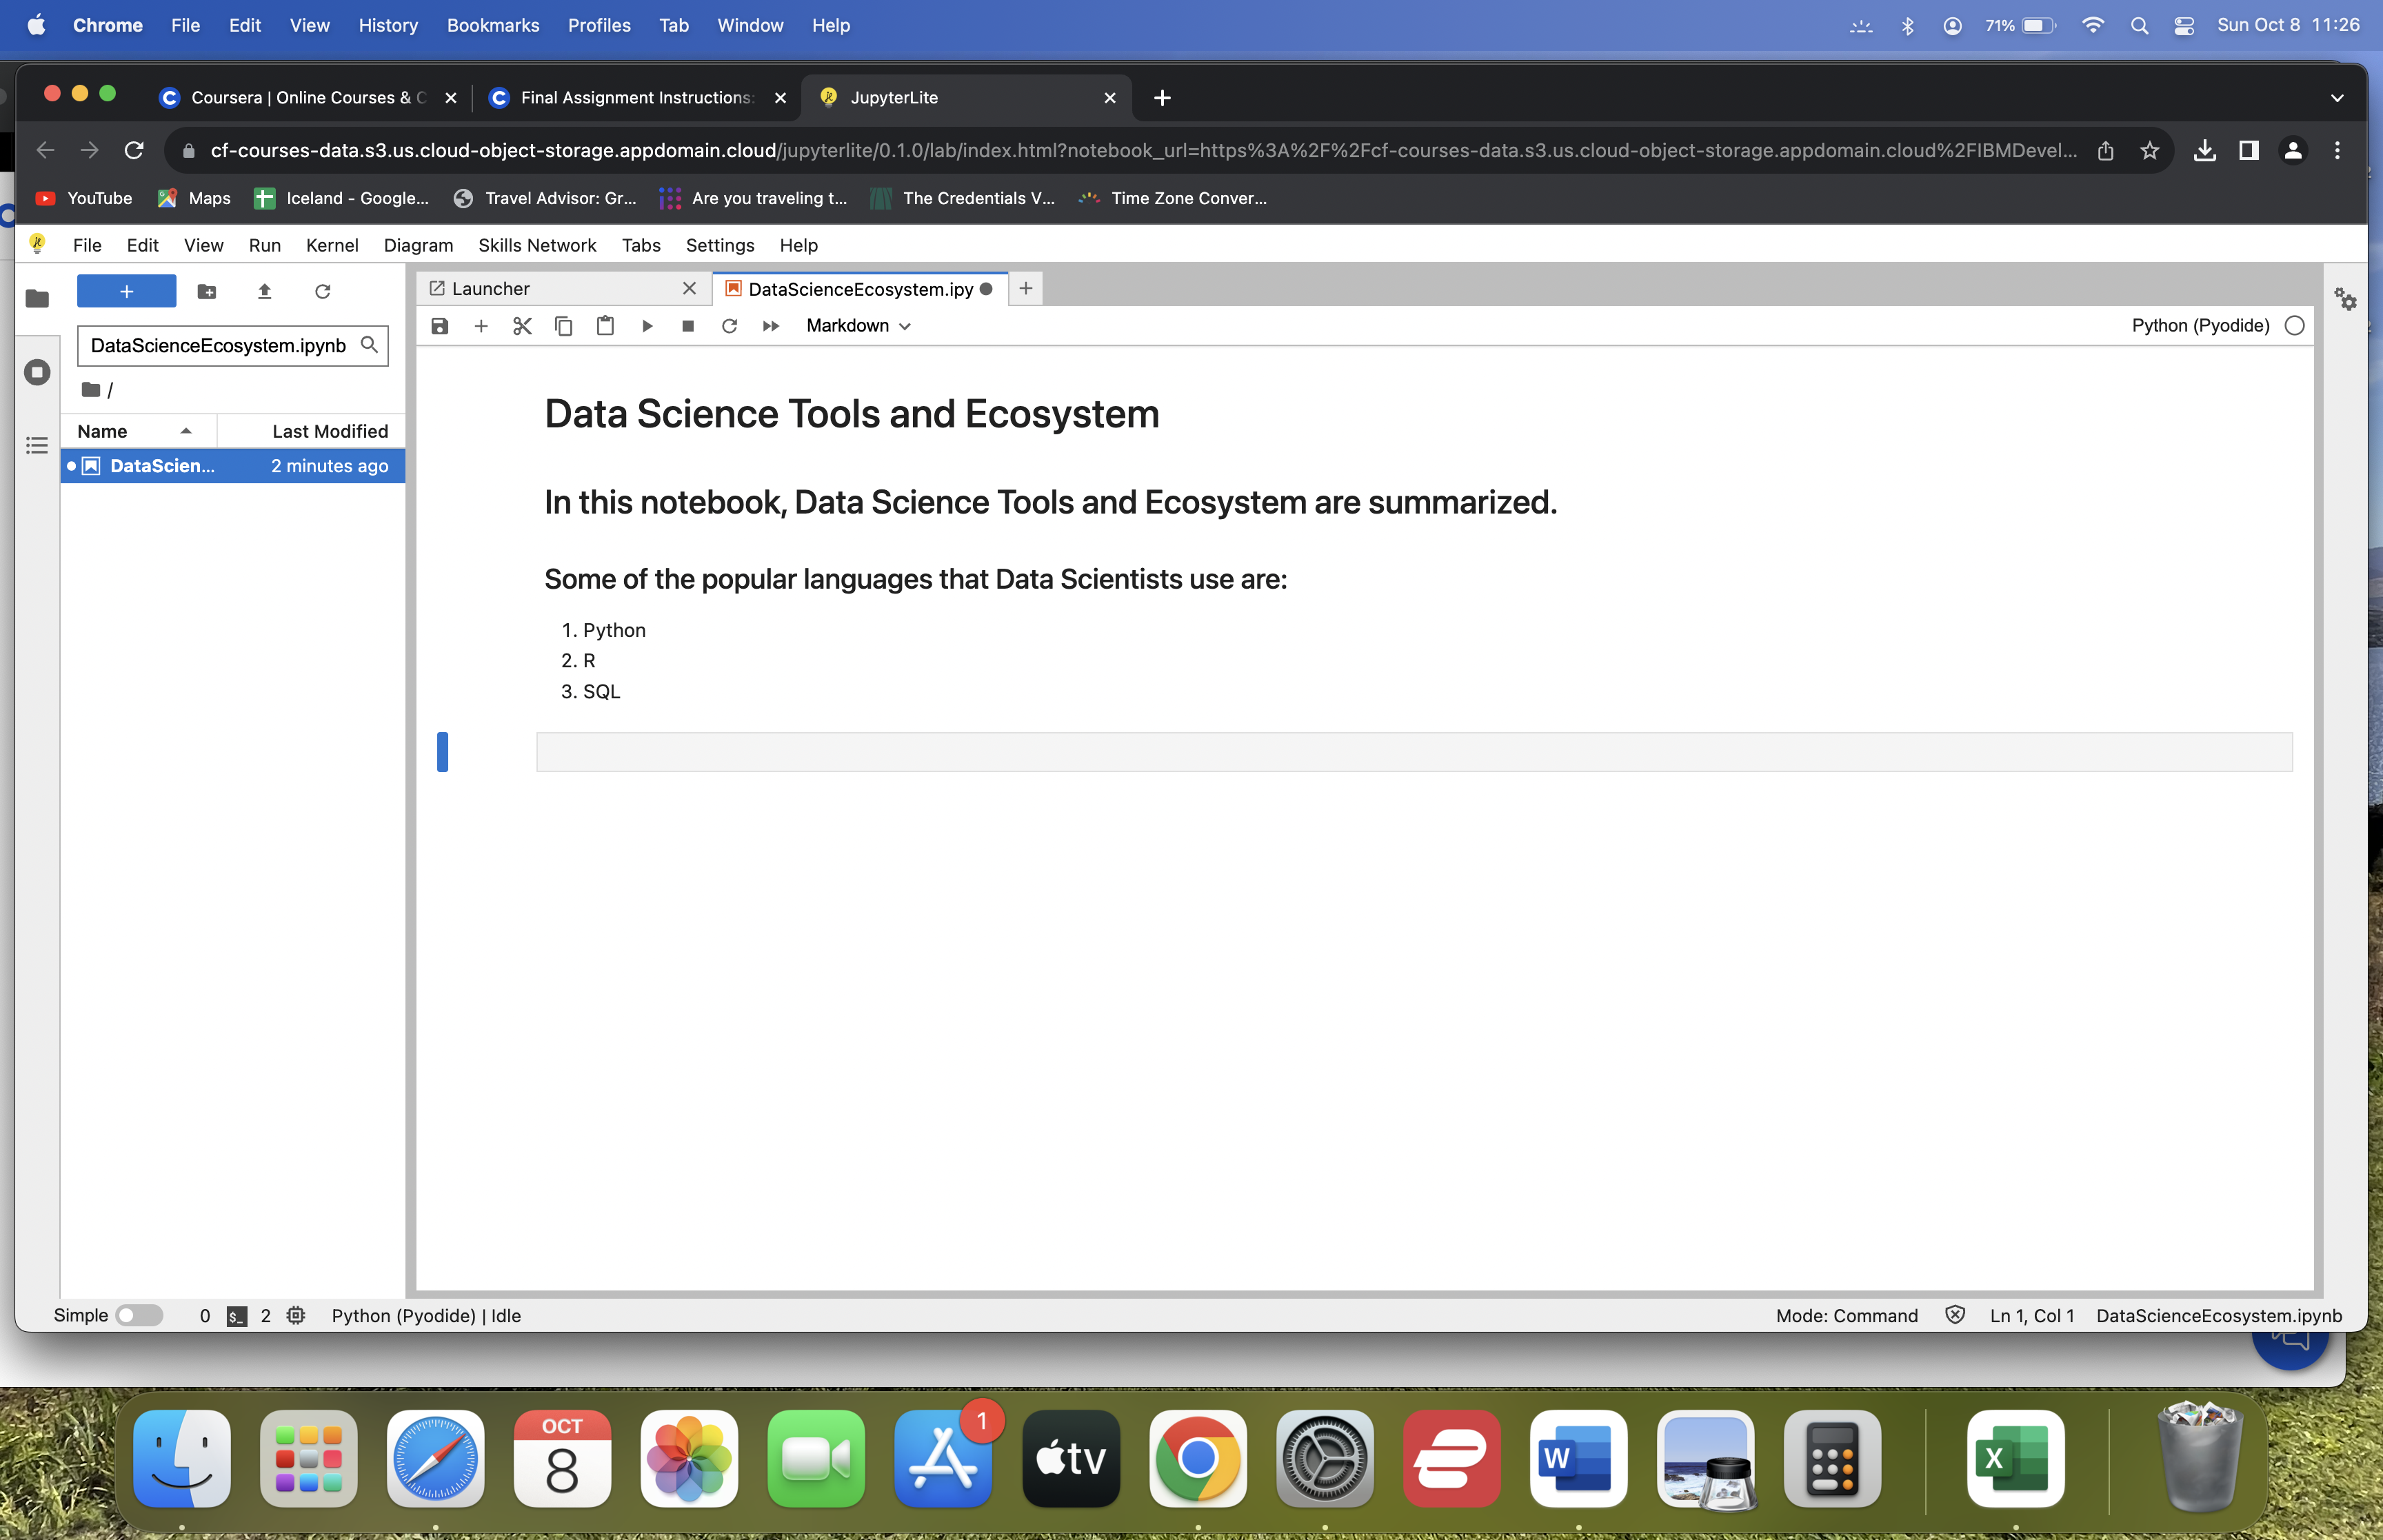 Chrome File Edit View History Bookmarks Profiles Tab Window Help 71% Sun Oct 8 11:26
Coursera | Online Courses & C Final Assignment Instructions: JupyterLite
cf-courses-data.s3.us.cloud-object-storage.appdomain.cloud/jupyterlite/0.1.0/lab/index.html?notebook_url=https%3A%2F%2Fcf-courses-data.s3.us.cloud-object-storage.appdomain.cloud%2FIBMDevel...
YouTube Maps Iceland - Google... Travel Advisor: Gr... Are you traveling t... The Credentials V... Time Zone Conver...
File Edit View Run Kernel Diagram Skills Network Tabs Settings Help
Launcher DataScienceEcosystem.ipy
Markdown Python (Pyodide)
DataScienceEcosystem.ipynb
/
Name Last Modified
DataScien... 2 minutes ago
Data Science Tools and Ecosystem
In this notebook, Data Science Tools and Ecosystem are summarized.
Some of the popular languages that Data Scientists use are:
1. Python
2. R
3. SQL
Simple 0 $_ 2 Python (Pyodide) | Idle Mode: Command Ln 1, Col 1 DataScienceEcosystem.ipynb
OCT
8
1
tv
W
X